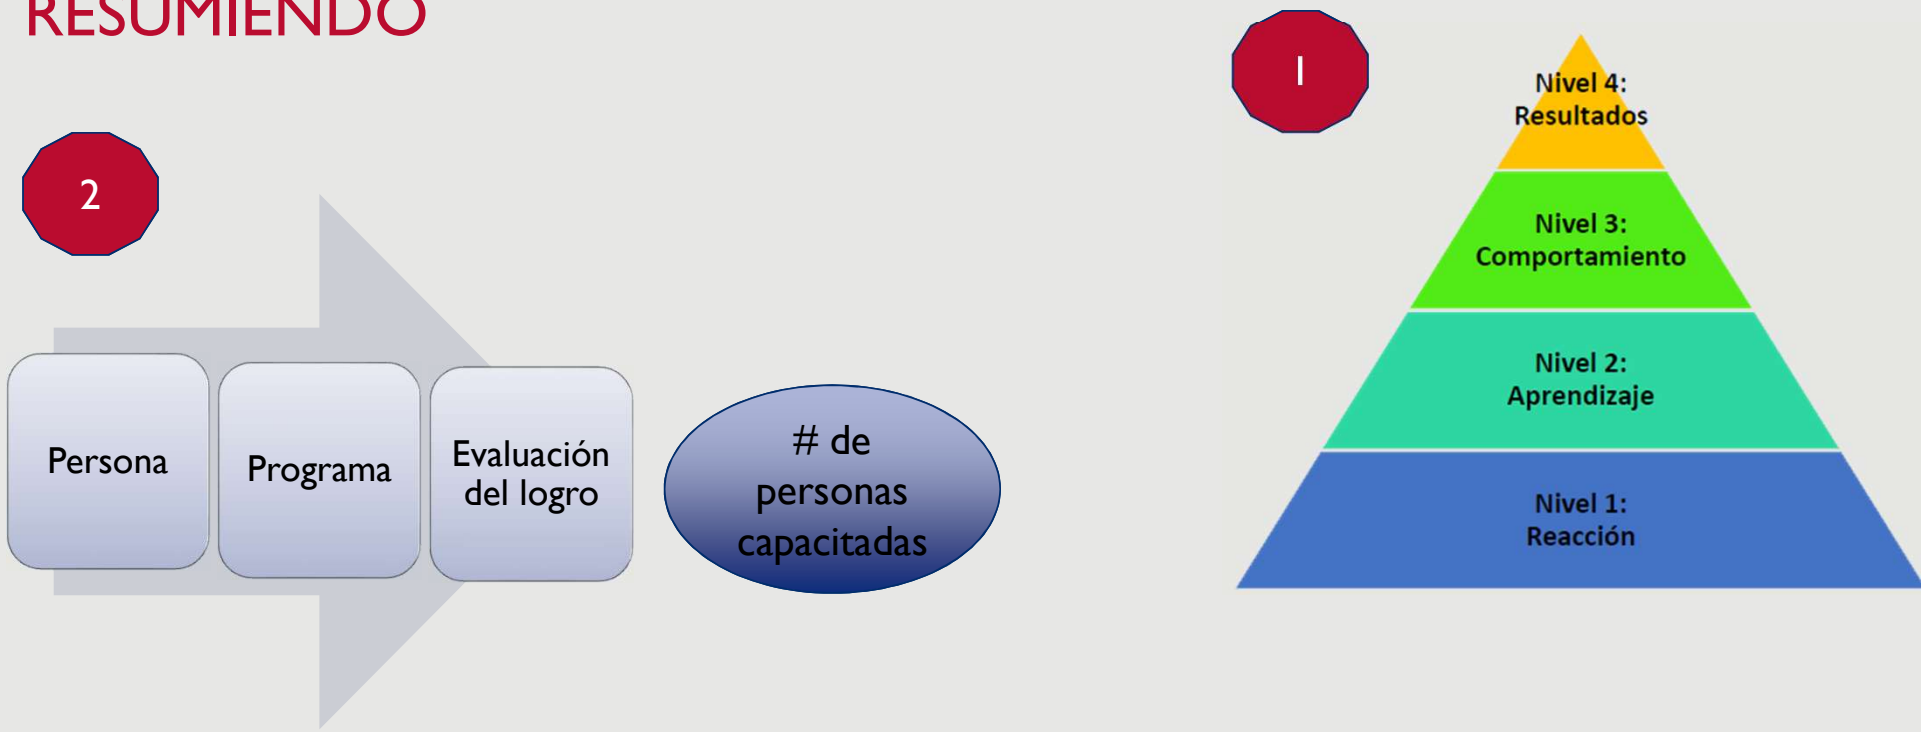 RESUMIENDO
1
Nivel 4:
Resultados
Nivel 3:
Comportamiento
Nivel 2:
Aprendizaje
Nivel 1:
Reacción
2
Persona
Programa
Evaluación
del logro
# de
personas
capacitadas